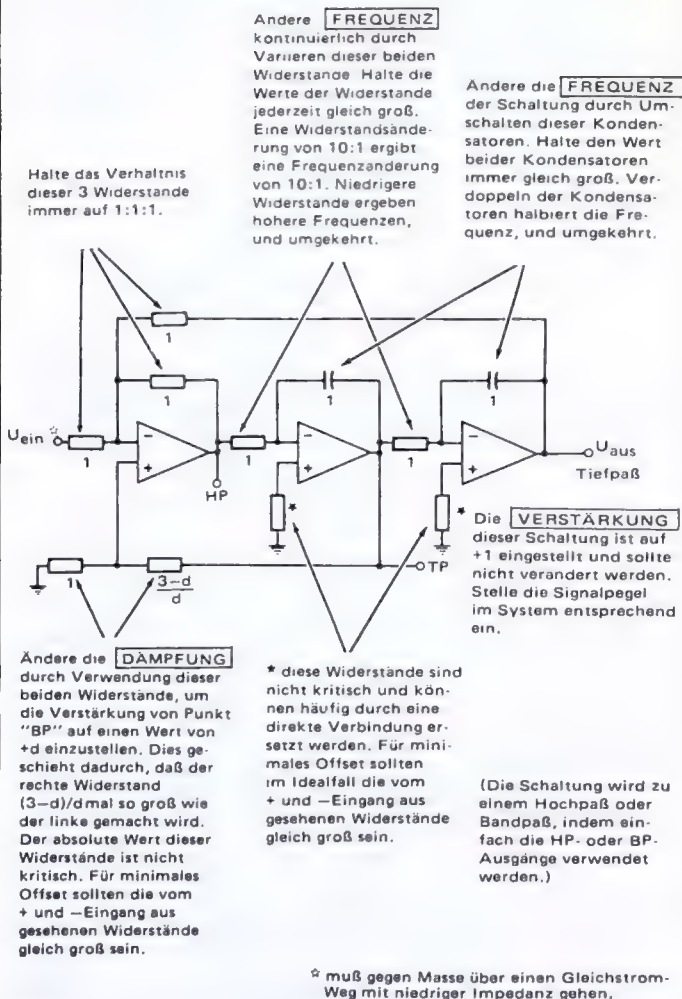 Andere FREQUENZ
kontinuierlich durch
Variieren dieser beiden
Widerstande Halte die
Werte der Widerstande
jederzeit gleich groß.
Eine Widerstandsände-
rung von 10:1 ergibt
eine Frequenzanderung
von 10:1. Niedrigere
Widerstande ergeben
hohere Frequenzen,
und umgekehrt.
Ändere die FREQUENZ
der Schaltung durch Um-
schalten dieser Konden-
satoren. Halte den Wert
beider Kondensatoren
immer gleich groß. Ver-
doppeln der Kondensa-
toren halbiert die Fre-
quenz, und umgekehrt.
Halte das Verhaltnis
dieser 3 Widerstande
immer auf 1:1:1.
1
1
1
1
1
1
Uein ☆
1
−
+
HP
1
−
+
*
1
−
+
*
Uaus
Tiefpaß
1
3−d
d
TP
Die VERSTÄRKUNG
dieser Schaltung ist auf
+1 eingestellt und sollte
nicht verandert werden.
Stelle die Signalpegel
im System entsprechend
ein.
Ändere die DÄMPFUNG
durch Verwendung dieser
beiden Widerstände, um
die Verstärkung von Punkt
"BP" auf einen Wert von
+d einzustellen. Dies ge-
schieht dadurch, daß der
rechte Widerstand
(3−d)/dmal so groß wie
der linke gemacht wird.
Der absolute Wert dieser
Widerstände ist nicht
kritisch. Für minimales
Offset sollten die vom
+ und −Eingang aus
gesehenen Widerstände
gleich groß sein.
* diese Widerstände sind
nicht kritisch und kön-
nen häufig durch eine
direkte Verbindung er-
setzt werden. Für mini-
males Offset sollten
im Idealfall die vom
+ und −Eingang aus
gesehenen Widerstände
gleich groß sein.
(Die Schaltung wird zu
einem Hochpaß oder
Bandpaß, indem ein-
fach die HP- oder BP-
Ausgänge verwendet
werden.)
☆ muß gegen Masse über einen Gleichstrom-
Weg mit niedriger Impedanz gehen.